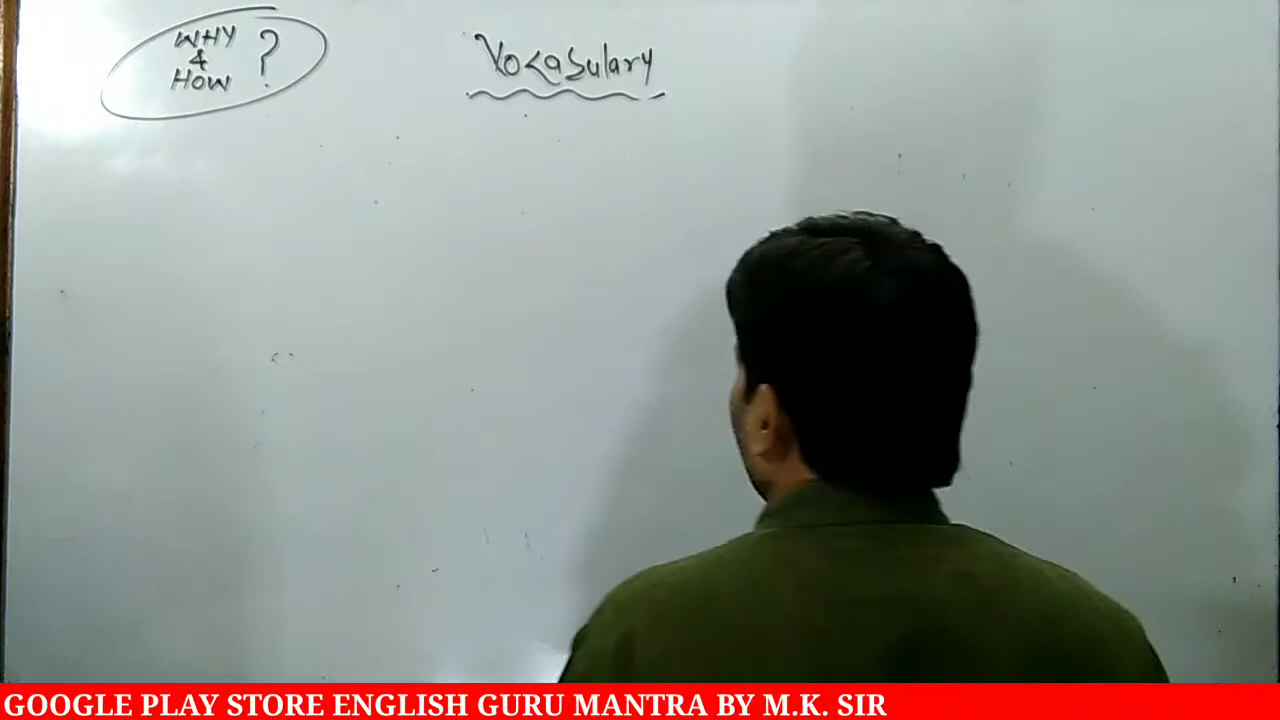 WHY
&
HOW ?
Vocabulary
GOOGLE PLAY STORE ENGLISH GURU MANTRA BY M.K. SIR